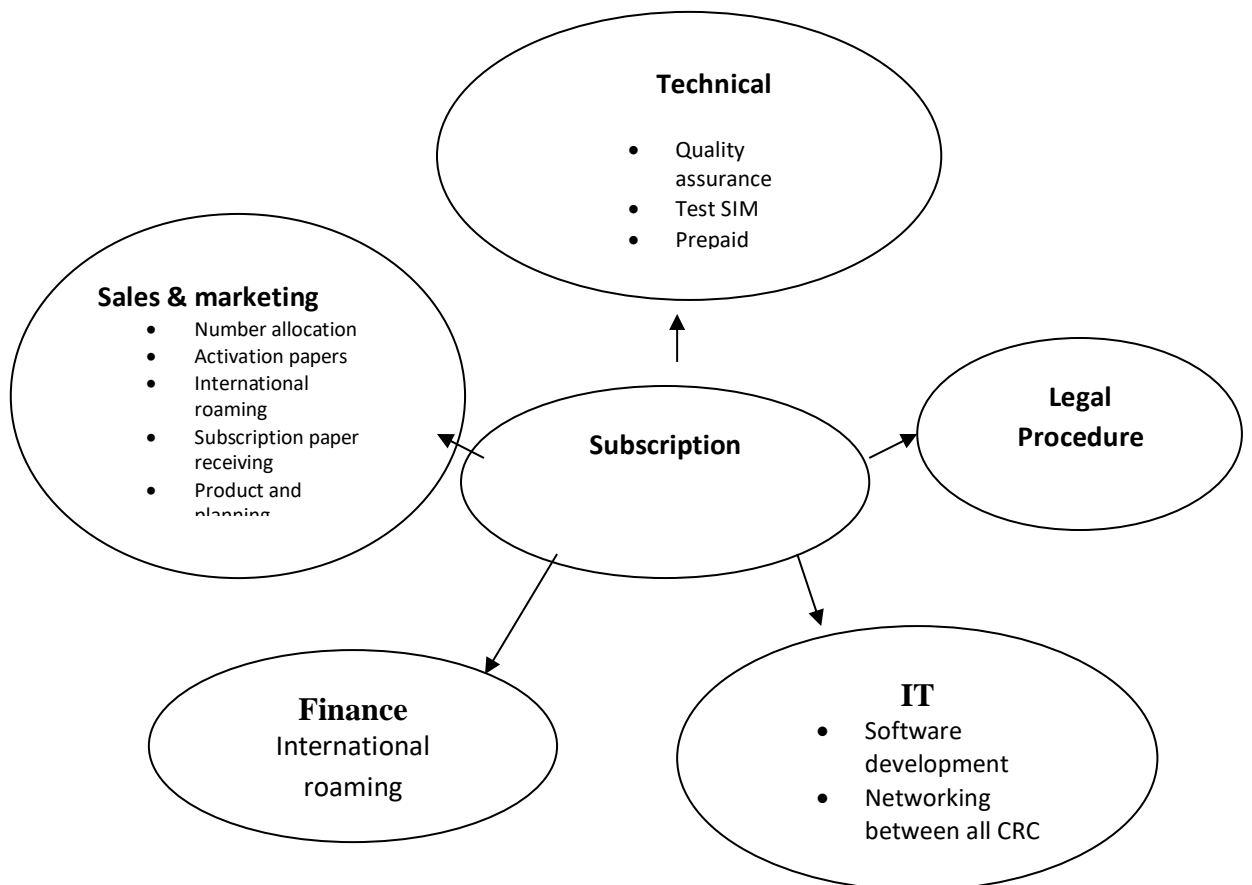 Technical
• Quality
assurance
• Test SIM
• Prepaid
Sales & marketing
• Number allocation
• Activation papers
• International
roaming
• Subscription paper
receiving
• Product and
planning
Subscription
Legal
Procedure
Finance
International
roaming
IT
• Software
development
• Networking
between all CRC